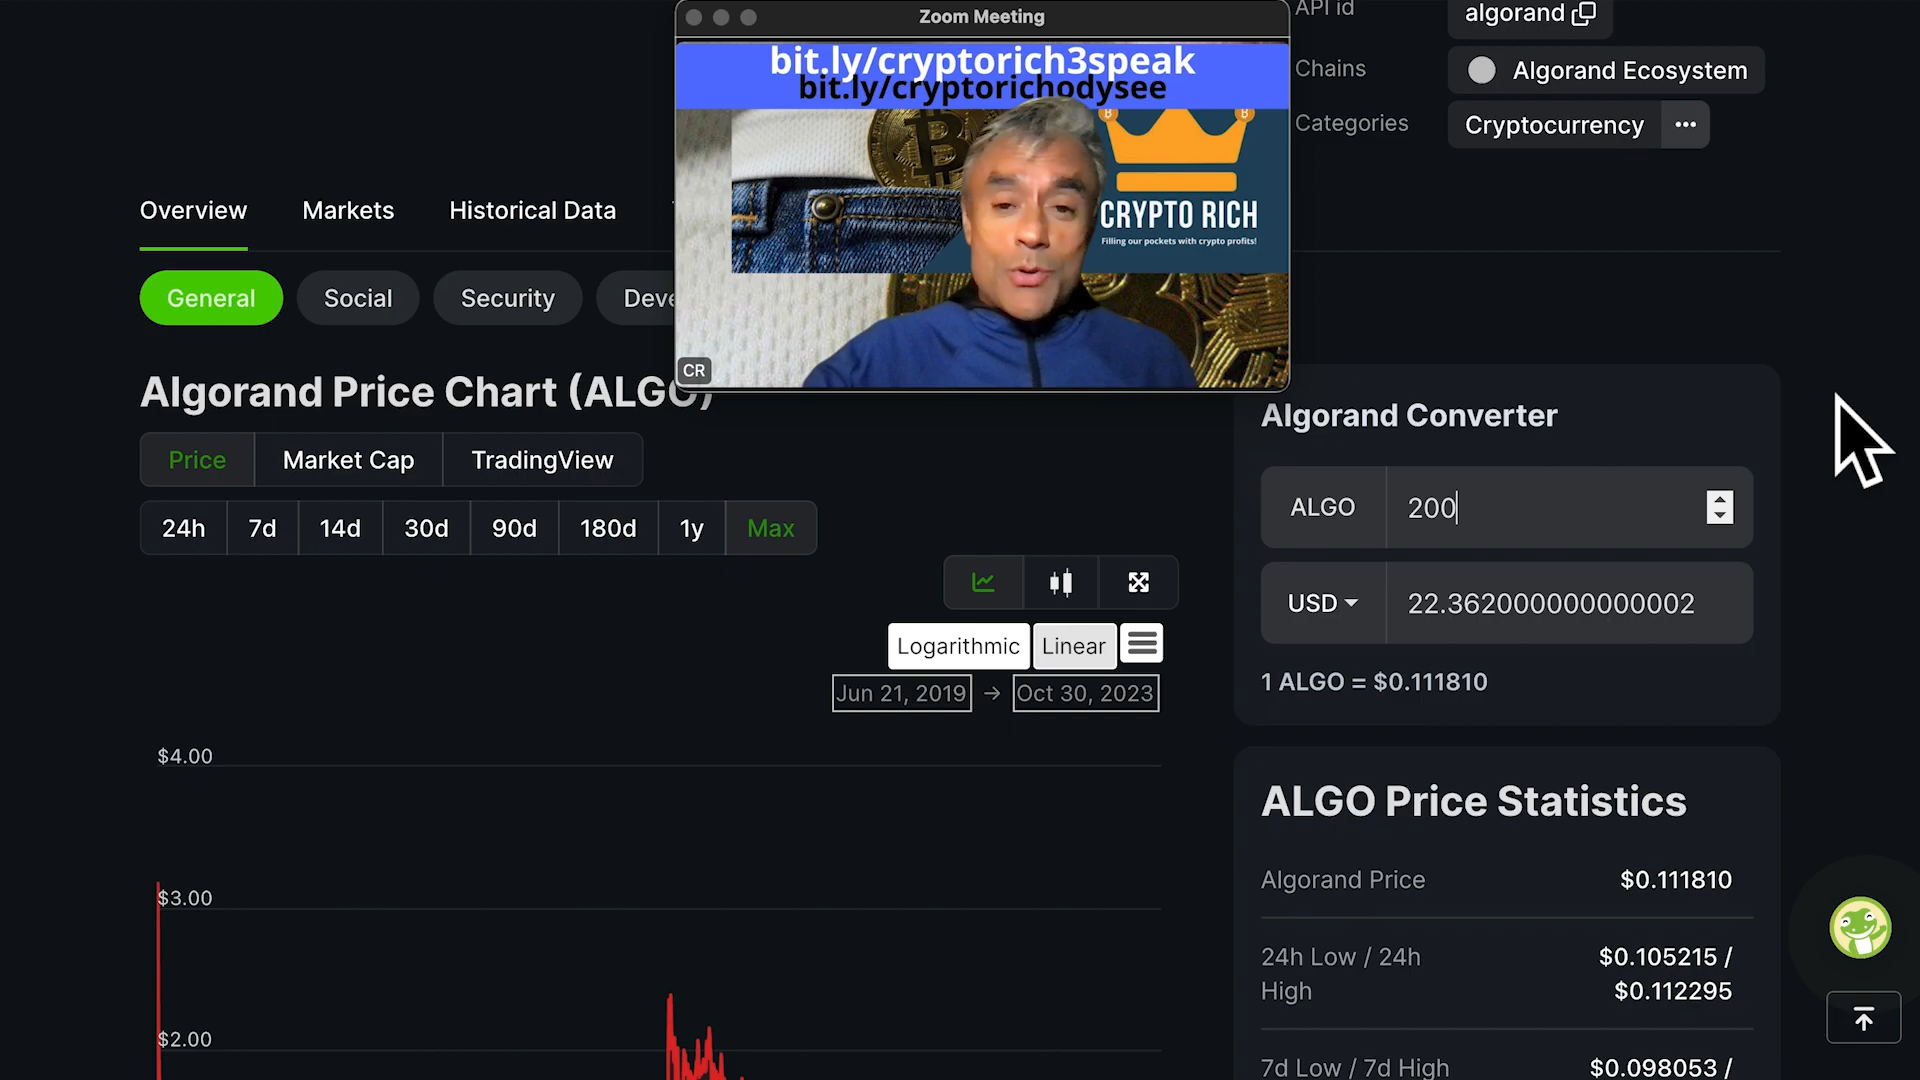 Zoom Meeting
bit.ly/cryptorich3speak
bit.ly/cryptorichodysee
CRYPTO RICH
Filling our pockets with crypto profits!
CR
API id
algorand
Chains
Algorand Ecosystem
Categories
Cryptocurrency
Overview
Markets
Historical Data
General
Social
Security
Deve
Algorand Price Chart (ALGO)
Price
Market Cap
TradingView
24h
7d
14d
30d
90d
180d
1y
Max
Logarithmic
Linear
Jun 21, 2019 → Oct 30, 2023
$4.00
$3.00
$2.00
Algorand Converter
ALGO
200
USD
22.362000000000002
1 ALGO = $0.111810
ALGO Price Statistics
Algorand Price
$0.111810
24h Low / 24h
High
$0.105215 /
$0.112295
7d Low / 7d High
$0.098053 /